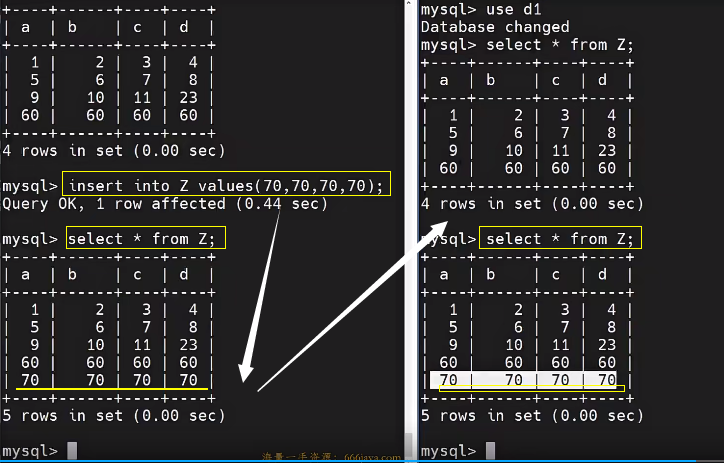 +----+------+----+----+
| a | b | c | d |
+----+------+----+----+
| 1 | 2 | 3 | 4 |
| 5 | 6 | 7 | 8 |
| 9 | 10 | 11 | 23 |
| 60 | 60 | 60 | 60 |
+----+------+----+----+
4 rows in set (0.00 sec)
mysql> insert into Z values(70,70,70,70);
Query OK, 1 row affected (0.44 sec)
mysql> select * from Z;
+----+------+----+----+
| a | b | c | d |
+----+------+----+----+
| 1 | 2 | 3 | 4 |
| 5 | 6 | 7 | 8 |
| 9 | 10 | 11 | 23 |
| 60 | 60 | 60 | 60 |
| 70 | 70 | 70 | 70 |
+----+------+----+----+
5 rows in set (0.00 sec)
mysql>
mysql> use d1
Database changed
mysql> select * from Z;
+----+------+----+----+
| a | b | c | d |
+----+------+----+----+
| 1 | 2 | 3 | 4 |
| 5 | 6 | 7 | 8 |
| 9 | 10 | 11 | 23 |
| 60 | 60 | 60 | 60 |
+----+------+----+----+
4 rows in set (0.00 sec)
mysql> select * from Z;
+----+------+----+----+
| a | b | c | d |
+----+------+----+----+
| 1 | 2 | 3 | 4 |
| 5 | 6 | 7 | 8 |
| 9 | 10 | 11 | 23 |
| 60 | 60 | 60 | 60 |
| 70 | 70 | 70 | 70 |
5 rows in set (0.00 sec)
mysql>
海量一手资源：666java.com